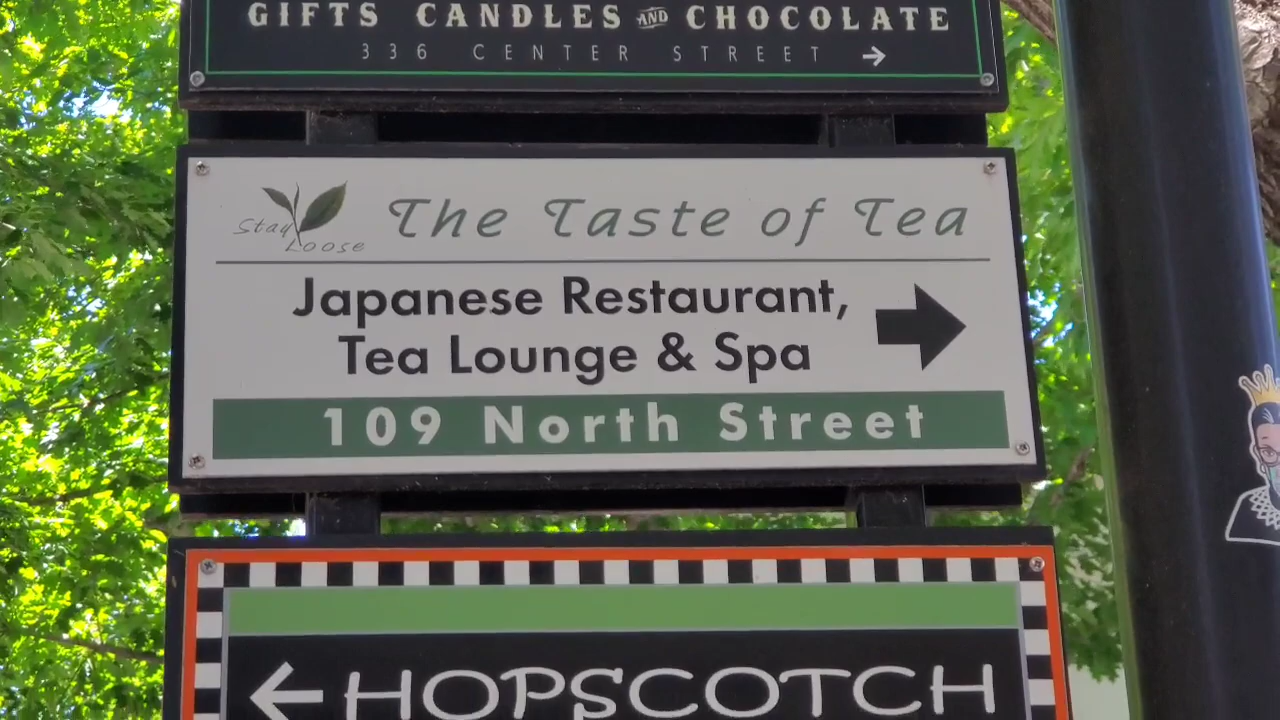 GIFTS CANDLES AND CHOCOLATE
336 CENTER STREET
Stay Loose
The Taste of Tea
Japanese Restaurant,
Tea Lounge & Spa
109 North Street
HOPSCOTCH